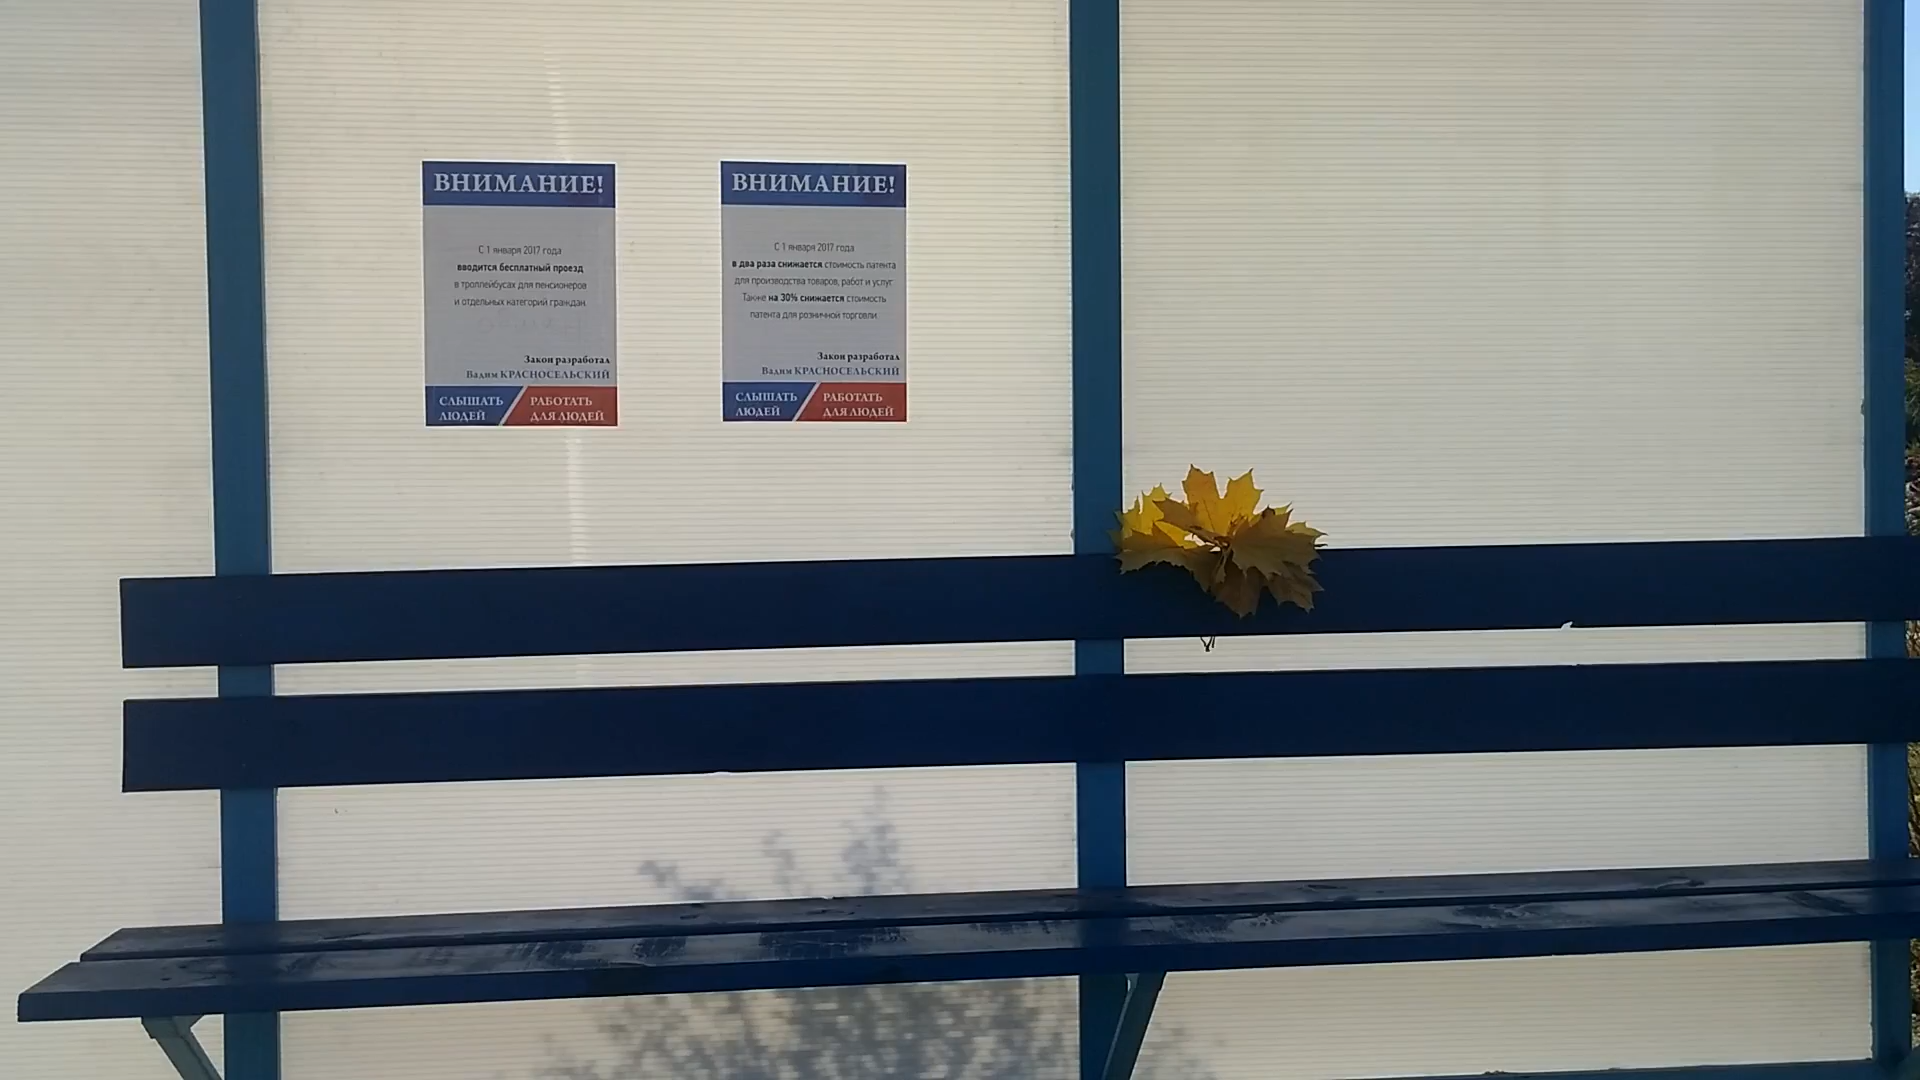 ВНИМАНИЕ!
С 1 января 2017 года
вводится бесплатный проезд
в троллейбусах для пенсионеров
и отдельных категорий граждан
Закон разработал
Вадим КРАСНОСЕЛЬСКИЙ
СЛЫШАТЬ
ЛЮДЕЙ
РАБОТАТЬ
ДЛЯ ЛЮДЕЙ
ВНИМАНИЕ!
С 1 января 2017 года
в два раза снижается стоимость патента
для производства товаров, работ и услуг
Также на 30% снижается стоимость
патента для розничной торговли
Закон разработал
Вадим КРАСНОСЕЛЬСКИЙ
СЛЫШАТЬ
ЛЮДЕЙ
РАБОТАТЬ
ДЛЯ ЛЮДЕЙ